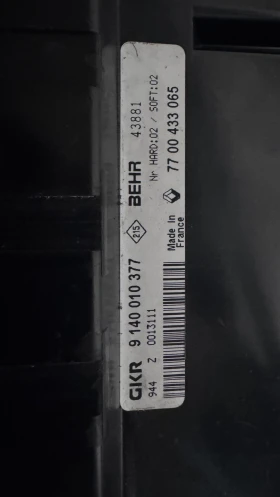 GKR 9 140 010 377 215 BEHR 43881
944 Z 0013111 Nr HARD:02 / SOFT:02
Made In
France
77 00 433 065